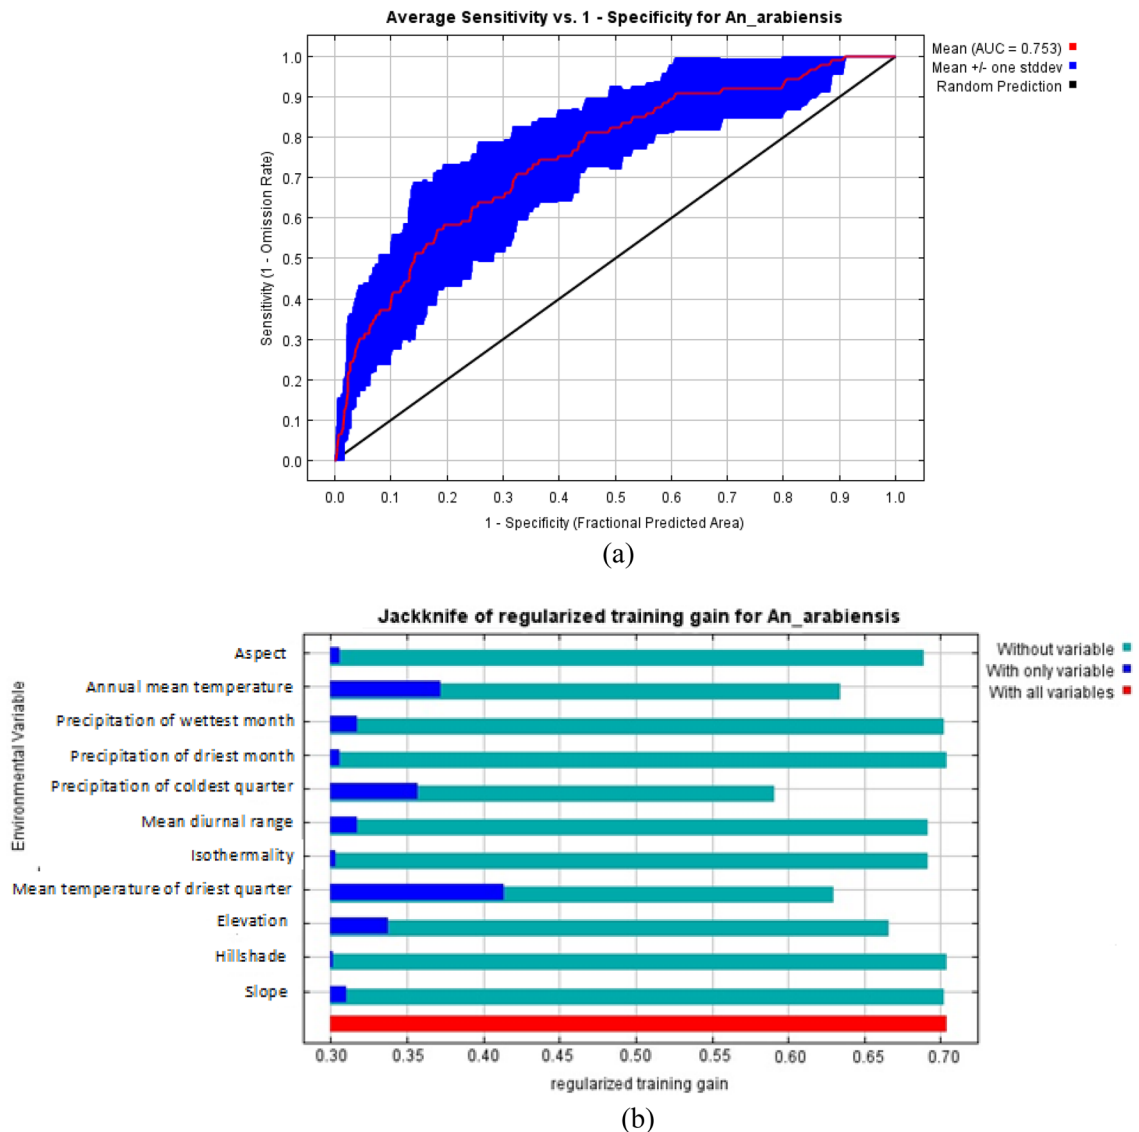 Average Sensitivity vs. 1 - Specificity for An_arabiensis
Mean (AUC = 0.753)
Mean +/- one stddev
Random Prediction
Sensitivity (1 - Omission Rate)
1.0
0.9
0.8
0.7
0.6
0.5
0.4
0.3
0.2
0.1
0.0
0.0 0.1 0.2 0.3 0.4 0.5 0.6 0.7 0.8 0.9 1.0
1 - Specificity (Fractional Predicted Area)
(a)
Jackknife of regularized training gain for An_arabiensis
Without variable
With only variable
With all variables
Environmental Variable
Aspect
Annual mean temperature
Precipitation of wettest month
Precipitation of driest month
Precipitation of coldest quarter
Mean diurnal range
Isothermality
Mean temperature of driest quarter
Elevation
Hillshade
Slope
0.30 0.35 0.40 0.45 0.50 0.55 0.60 0.65 0.70
regularized training gain
(b)